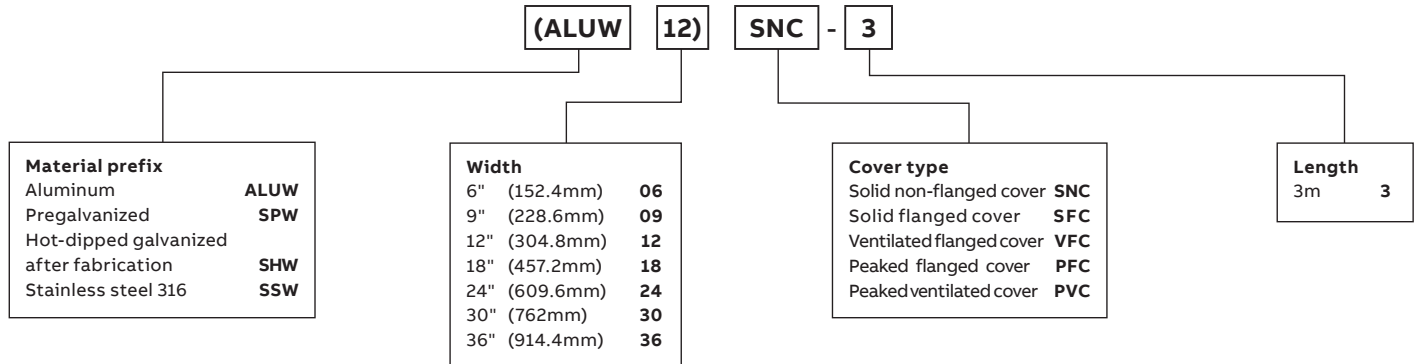 (ALUW 12) SNC - 3
Material prefix
Aluminum ALUW
Pregalvanized SPW
Hot-dipped galvanized
after fabrication SHW
Stainless steel 316 SSW
Width
6" (152.4mm) 06
9" (228.6mm) 09
12" (304.8mm) 12
18" (457.2mm) 18
24" (609.6mm) 24
30" (762mm) 30
36" (914.4mm) 36
Cover type
Solid non-flanged cover SNC
Solid flanged cover SFC
Ventilated flanged cover VFC
Peaked flanged cover PFC
Peaked ventilated cover PVC
Length
3m 3